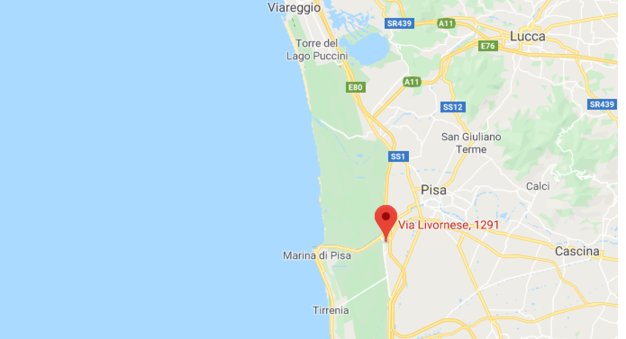 Viareggio
SR439
Lucca
Torre del
Lago Puccini
E76
A11
E80
SS12
SR439
San Giuliano
Terme
SS1
Calci
Pisa
Via Livornese, 1291
Marina di Pisa
Cascina
Tirrenia